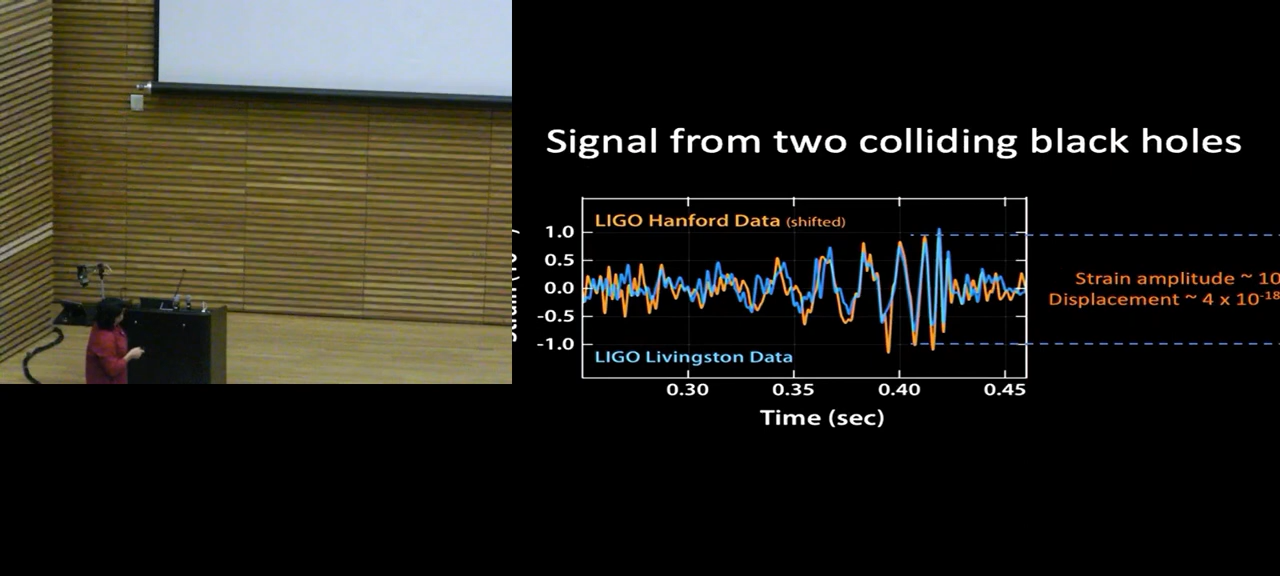 Signal from two colliding black holes
LIGO Hanford Data (shifted)
1.0
0.5
0.0
-0.5
-1.0
Strain amplitude ~ 10
Displacement ~ 4 x 10-18
LIGO Livingston Data
0.30 0.35 0.40 0.45
Time (sec)